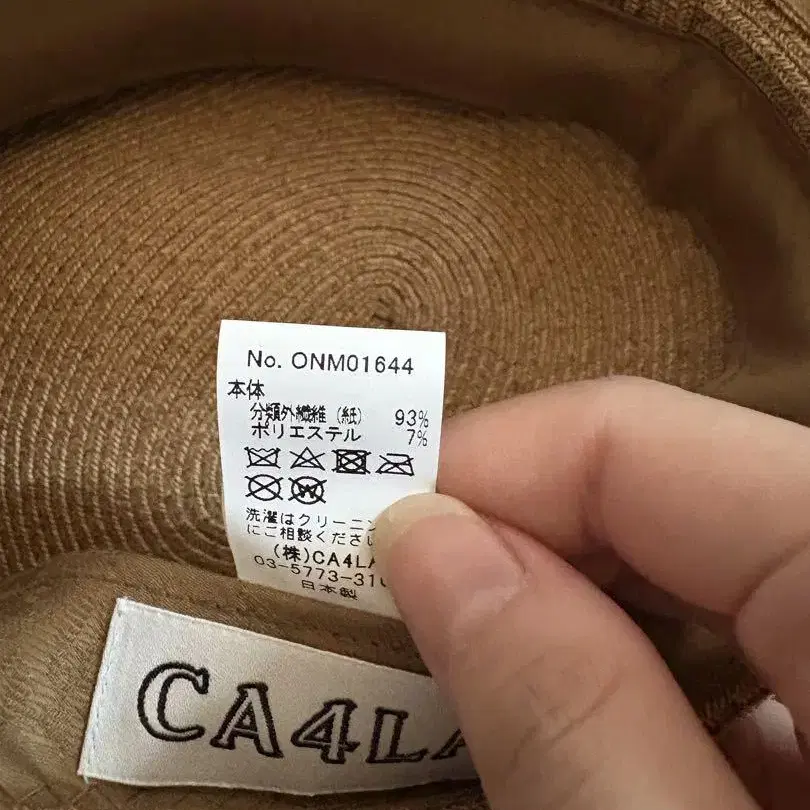 No. ONM01644
本体
分類外繊維 (紙) 93%
ポリエステル 7%
洗濯はクリーニン
にご相談くださ
(株)CA4LA
03-5773-31
日本製
CA4LA